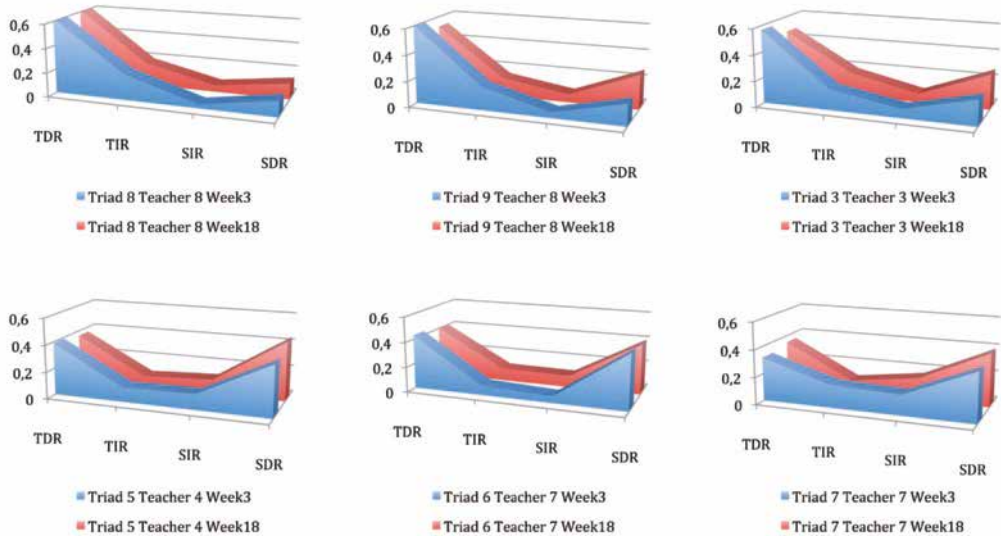 0,6
0,4
0,2
0
TDR
TIR
SIR
SDR
Triad 8 Teacher 8 Week3
Triad 8 Teacher 8 Week18
0,6
0,4
0,2
0
TDR
TIR
SIR
SDR
Triad 9 Teacher 8 Week3
Triad 9 Teacher 8 Week18
0,6
0,4
0,2
0
TDR
TIR
SIR
SDR
Triad 3 Teacher 3 Week3
Triad 3 Teacher 3 Week18
0,6
0,4
0,2
0
TDR
TIR
SIR
SDR
Triad 5 Teacher 4 Week3
Triad 5 Teacher 4 Week18
0,6
0,4
0,2
0
TDR
TIR
SIR
SDR
Triad 6 Teacher 7 Week3
Triad 6 Teacher 7 Week18
0,6
0,4
0,2
0
TDR
TIR
SIR
SDR
Triad 7 Teacher 7 Week3
Triad 7 Teacher 7 Week18